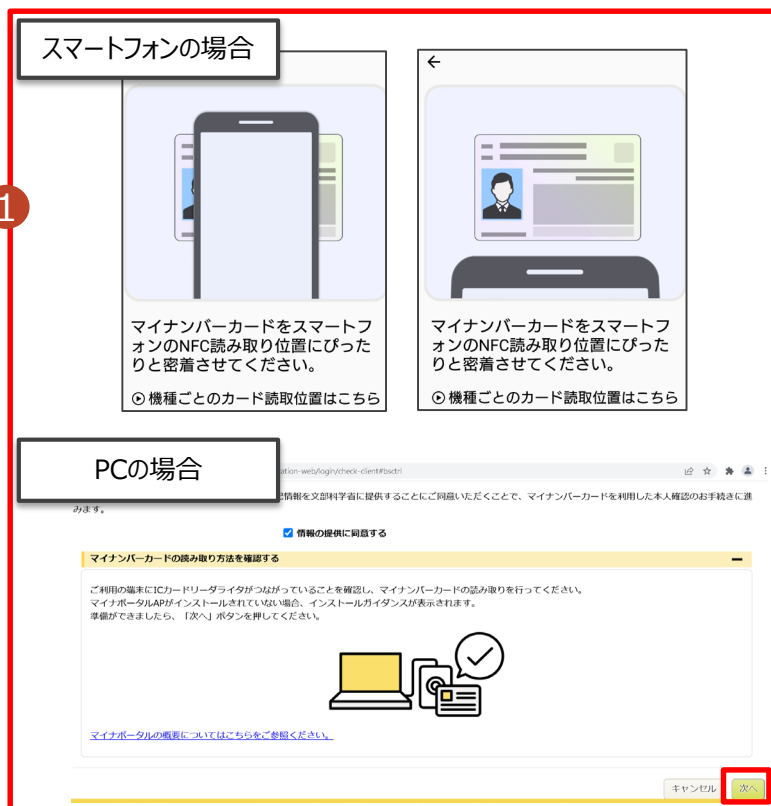 スマートフォンの場合
1
マイナンバーカードをスマートフ
ォンのNFC読み取り位置にぴった
りと密着させてください。
機種ごとのカード読取位置はこちら
マイナンバーカードをスマートフ
ォンのNFC読み取り位置にぴった
りと密着させてください。
機種ごとのカード読取位置はこちら
PCの場合
ation-web/login/check-client#bsctrl
情報を文部科学省に提供することにご同意いただくことで、マイナンバーカードを利用した本人確認のお手続きに進
みます。
情報の提供に同意する
マイナンバーカードの読み取り方法を確認する
ご利用の端末にICカードリーダライタがつながっていることを確認し、マイナンバーカードの読み取りを行ってください。
マイナポータルAPがインストールされていない場合、インストールガイダンスが表示されます。
準備ができましたら、「次へ」ボタンを押してください。
マイナポータルの概要についてはこちらをご参照ください。
キャンセル
次へ